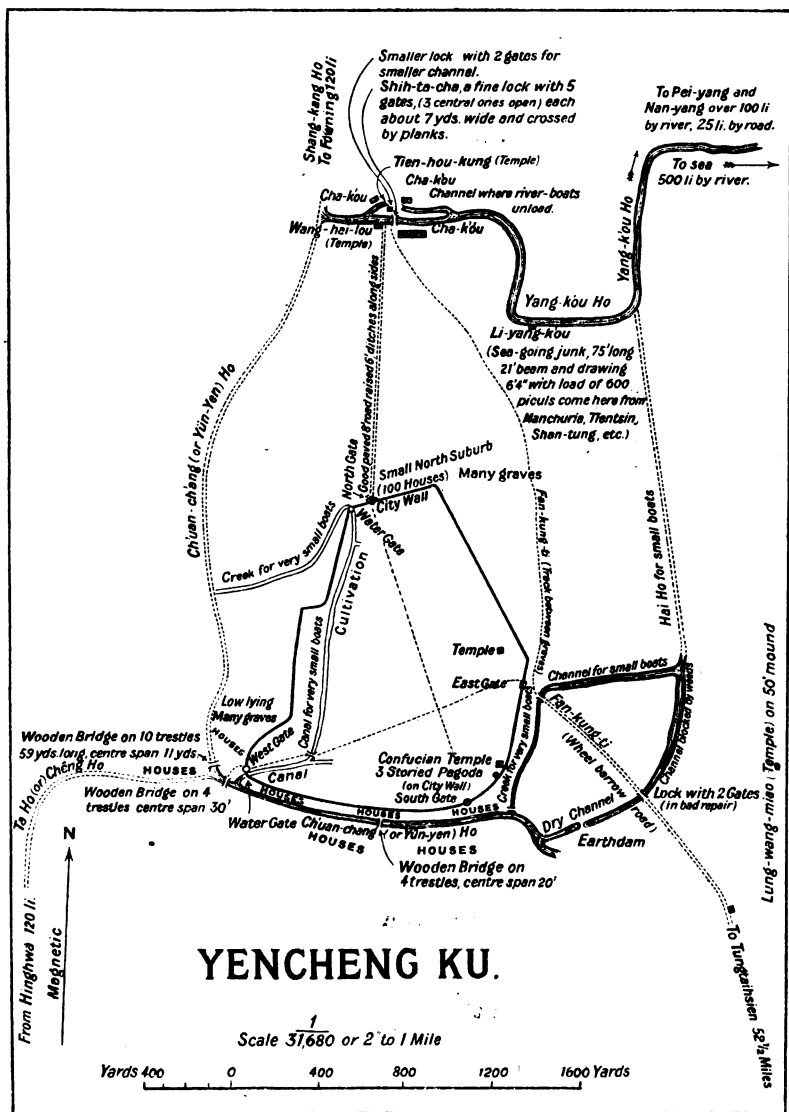 Smaller lock with 2 gates for
smaller channel.
Shih-ta-cha, a fine lock with 5
gates, (3 central ones open) each
about 7 yds. wide and crossed
by planks.
Shang-kang Ho
To Fowning 120 li
To Pei-yang and
Nan-yang over 100 li
by river, 25 li. by road.
To sea
500 li by river.
Tien-hou-kung (Temple)
Cha-kóu
Cha-kóu
Channel where river-boats
unload.
Wang-hai-lou
(Temple)
Cha-kóu
Yang-kóu Ho
Yang-kóu Ho
Li-yang-kou
(Sea-going junk, 75' long
21' beam and drawing
6'4" with load of 600
piculs come here from
Manchuria, Tientsin,
Shan-tung, etc.)
Good paved 8' road raised 6' ditches along sides
Ch'uan-ch'ang (or Yün-Yen) Ho
North Gate
Small North Suburb
(100 Houses)
Many graves
City Wall
Water Gate
Creek for very small boats
Cultivation
Canal for very small boats
Fan-kung-ti (Track between graves)
Hai Ho for small boats
Temple
East Gate
Channel for small boats
Channel blocked by weeds
Fan-kung-ti
(Wheel barrow road)
Lung-wang-miao (Temple) on 50' mound
Low lying
Many graves
Wooden Bridge on 10 trestles
59 yds. long, centre span 11 yds.
HOUSES
HOUSES
West Gate
Canal
Confucian Temple
3 Storied Pagoda
(on City Wall)
South Gate
Creek for very small boats
Ta Ho (or) Chêng Ho
Wooden Bridge on 4
trestles centre span 30'
HOUSES
HOUSES
HOUSES
Water Gate
Ch'uan-chang (or Yün-yen) Ho
HOUSES
HOUSES
Dry Channel
Earthdam
Lock with 2 Gates
(in bad repair)
Wooden Bridge on
4 trestles, centre span 20'
N
Magnetic
From Hinghwa 120 li.
To Tungtaihsien 52 ½ Miles
YENCHENG KU.
Scale 1/31,680 or 2" to 1 Mile
Yards 400 0 400 800 1200 1600 Yards